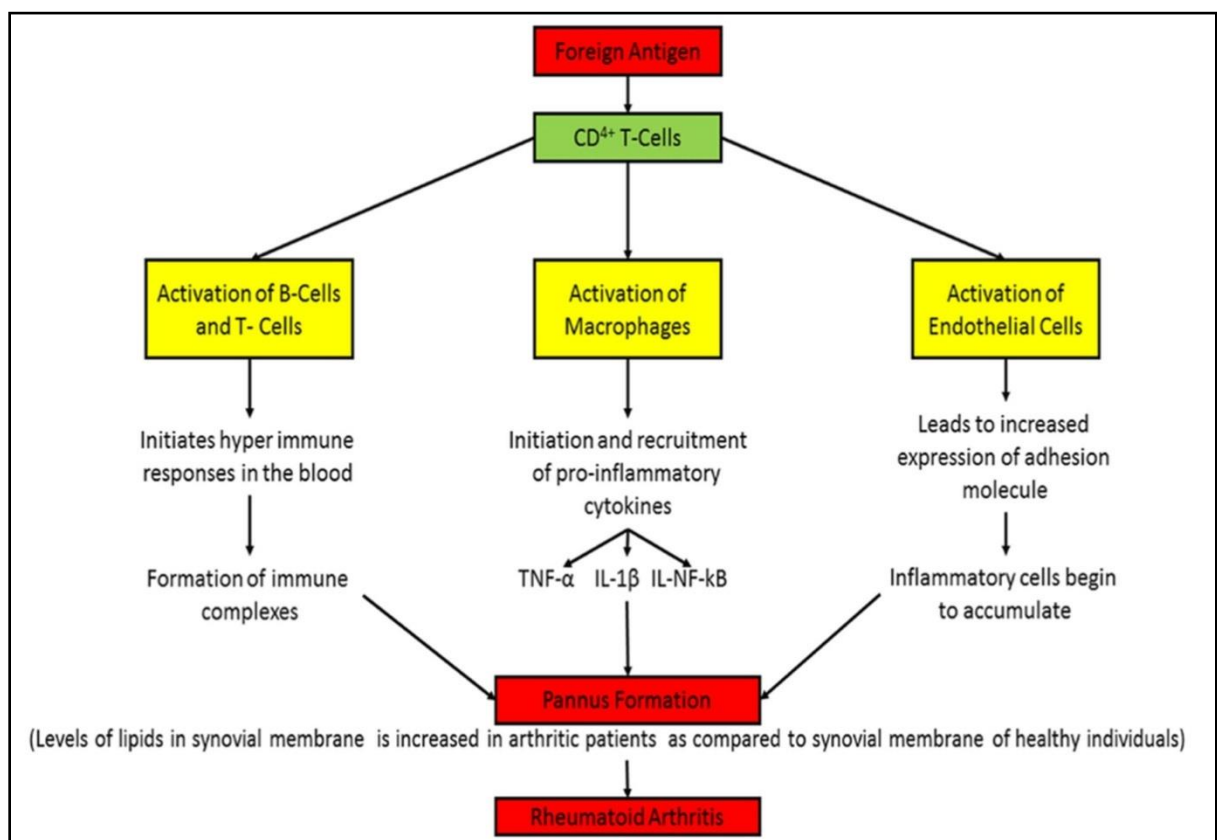 Foreign Antigen
CD⁴⁺ T-Cells
Activation of B-Cells
and T- Cells
Activation of
Macrophages
Activation of
Endothelial Cells
Initiates hyper immune
responses in the blood
Initiation and recruitment
of pro-inflammatory
cytokines
Leads to increased
expression of adhesion
molecule
Formation of immune
complexes
TNF-α IL-1β IL-NF-kB
Inflammatory cells begin
to accumulate
Pannus Formation
(Levels of lipids in synovial membrane is increased in arthritic patients as compared to synovial membrane of healthy individuals)
Rheumatoid Arthritis